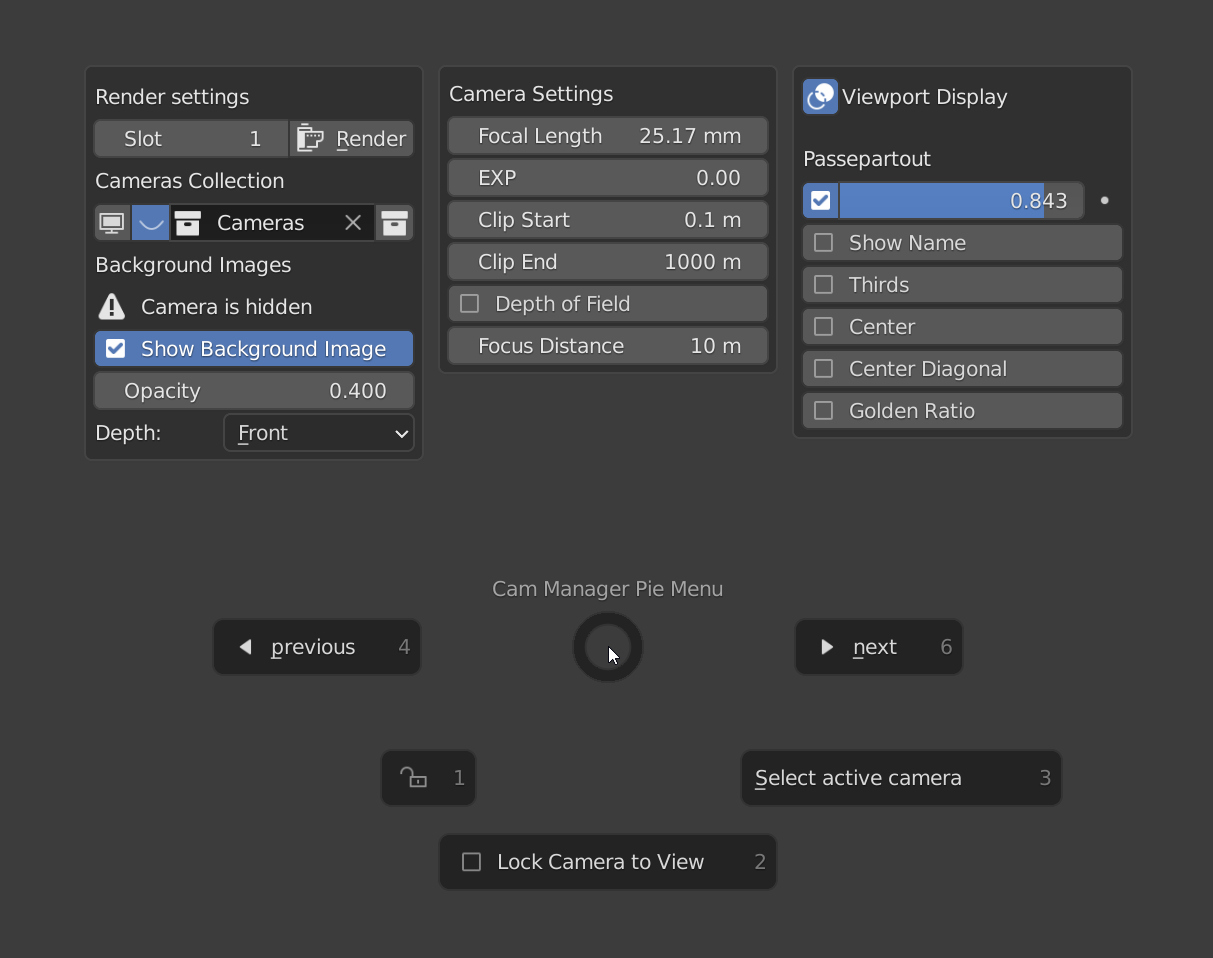 Render settings
Slot 1 Render
Cameras Collection
Cameras
Background Images
Camera is hidden
Show Background Image
Opacity 0.400
Depth: Front
Camera Settings
Focal Length 25.17 mm
EXP 0.00
Clip Start 0.1 m
Clip End 1000 m
Depth of Field
Focus Distance 10 m
Viewport Display
Passepartout
0.843
Show Name
Thirds
Center
Center Diagonal
Golden Ratio
Cam Manager Pie Menu
previous 4
next 6
1
Select active camera 3
Lock Camera to View 2